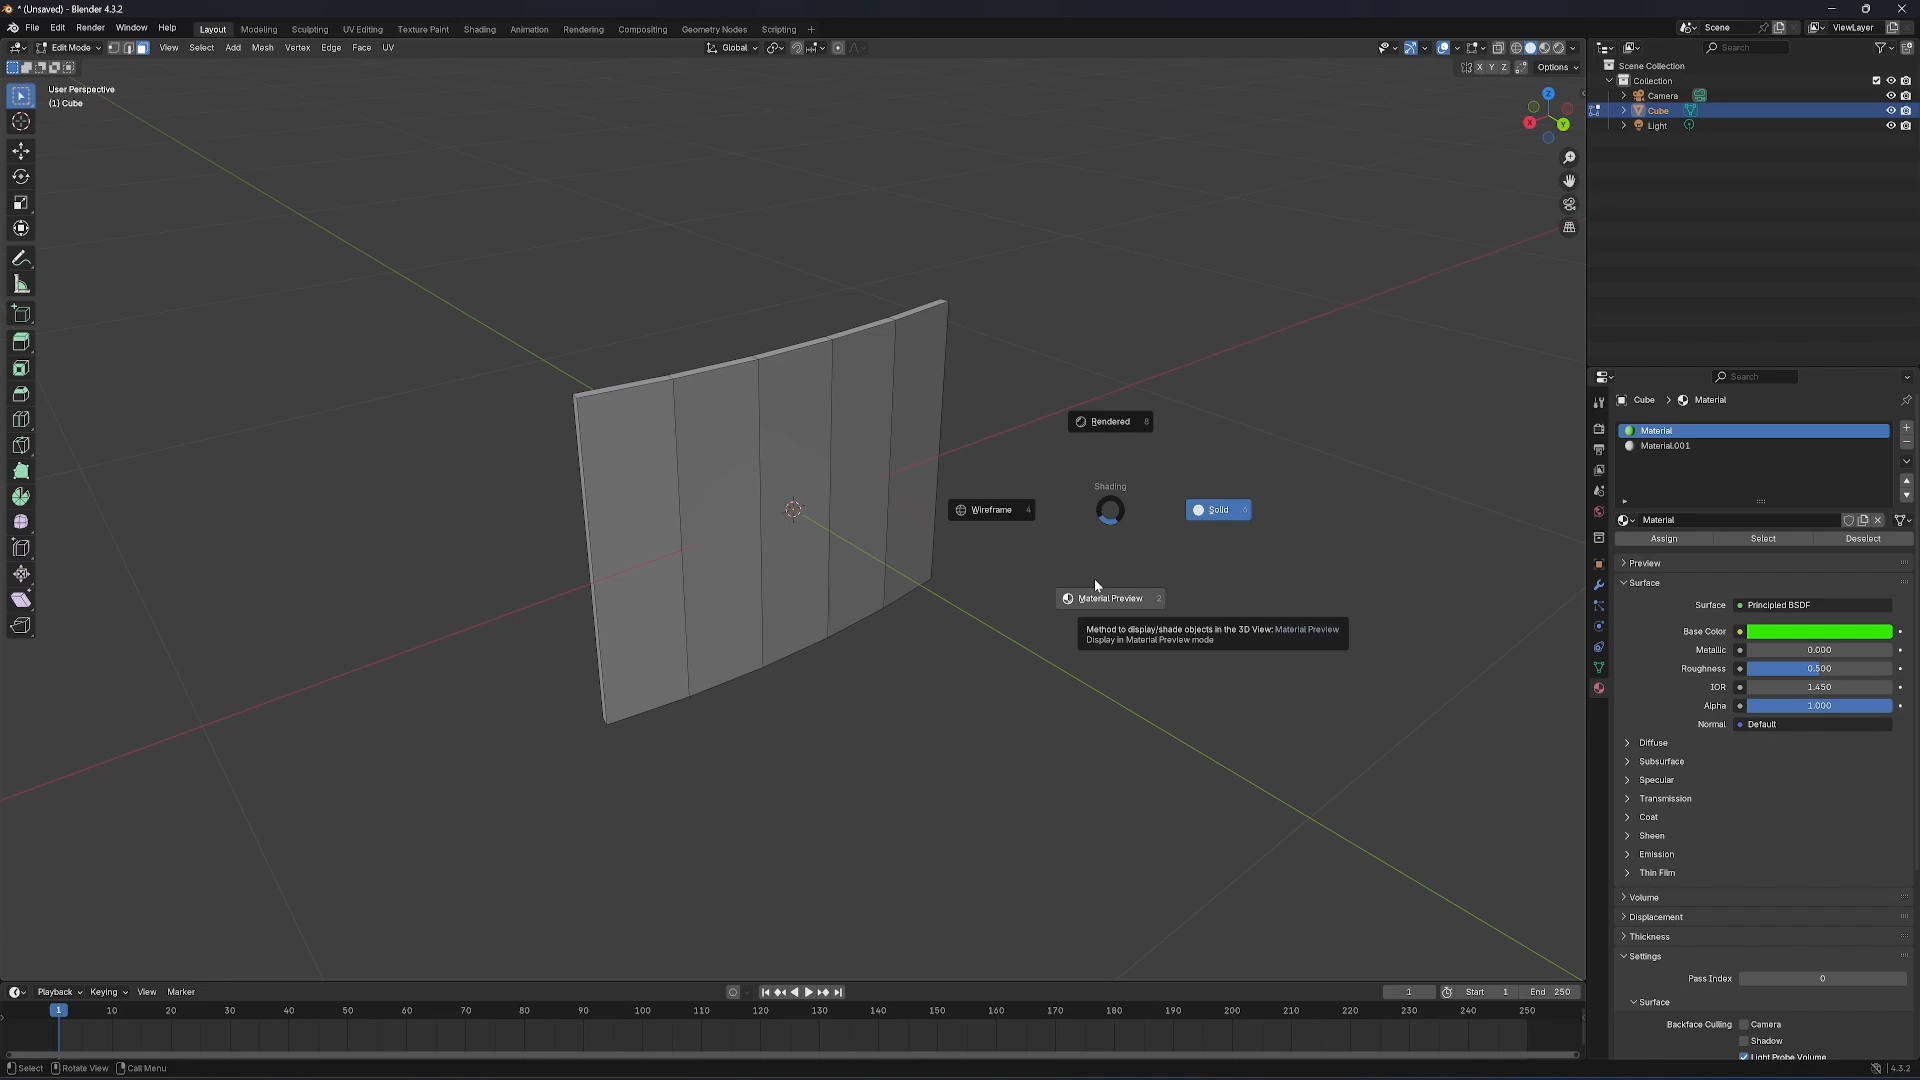 * (Unsaved) - Blender 4.3.2
File Edit Render Window Help Layout Modeling Sculpting UV Editing Texture Paint Shading Animation Rendering Compositing Geometry Nodes Scripting + Scene ViewLayer
Edit Mode View Select Add Mesh Vertex Edge Face UV Global Search
X Y Z Options
User Perspective
(1) Cube
Z
X
Y
Scene Collection
Collection
Camera
Cube
Light
Search
Cube > Material
Material
Material.001
Material
Assign Select Deselect
Preview
Surface
Surface Principled BSDF
Base Color
Metallic 0.000
Roughness 0.500
IOR 1.450
Alpha 1.000
Normal Default
Diffuse
Subsurface
Specular
Transmission
Coat
Sheen
Emission
Thin Film
Volume
Displacement
Thickness
Settings
Pass Index 0
Surface
Backface Culling Camera
Shadow
Light Probe Volume
Rendered 8
Shading
Wireframe 4
Solid 6
Material Preview 2
Method to display/shade objects in the 3D View: Material Preview
Display in Material Preview mode
Playback Keying View Marker 1 Start 1 End 250
1 10 20 30 40 50 60 70 80 90 100 110 120 130 140 150 160 170 180 190 200 210 220 230 240 250
Select Rotate View Call Menu 4.3.2